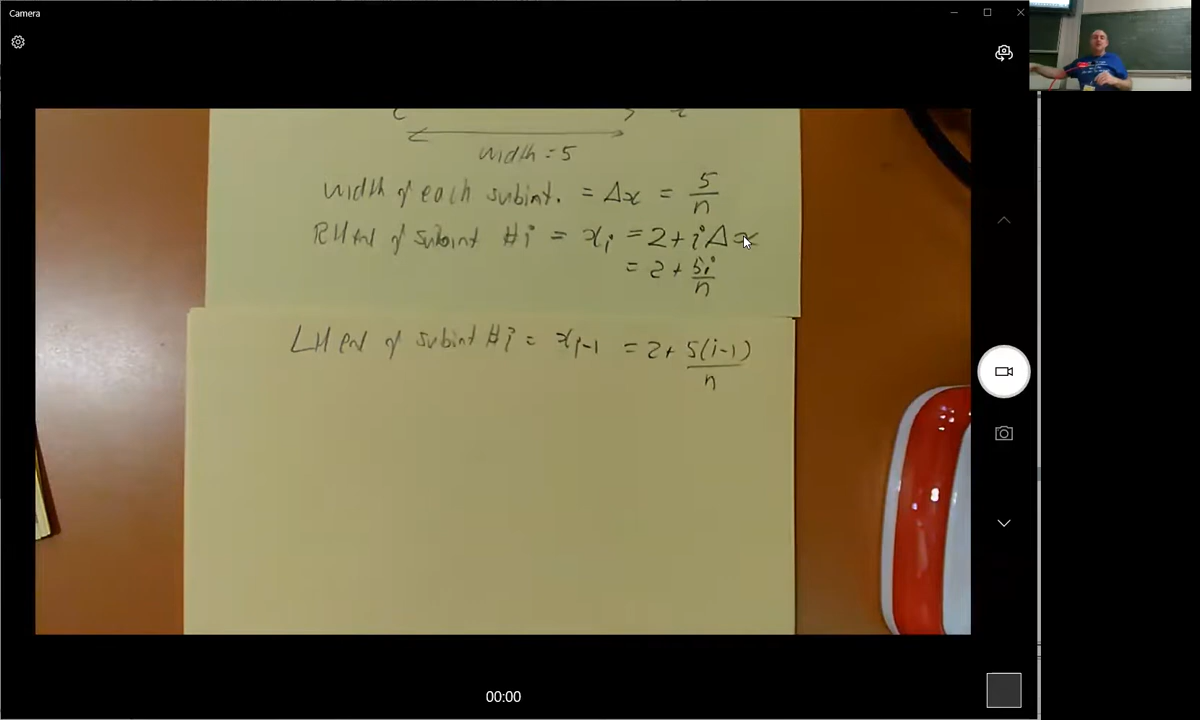 Camera
width = 5
width of each subint. = Δx = 5/n
RH end of subint #i = xᵢ = 2 + iΔx
= 2 + 5i/n
LH end of subint #i = xᵢ₋₁ = 2 + 5(i-1)/n
00:00